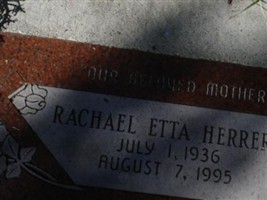 OUR BELOVED MOTHER
RACHAEL ETTA HERRER
JULY 1, 1936
AUGUST 7, 1995